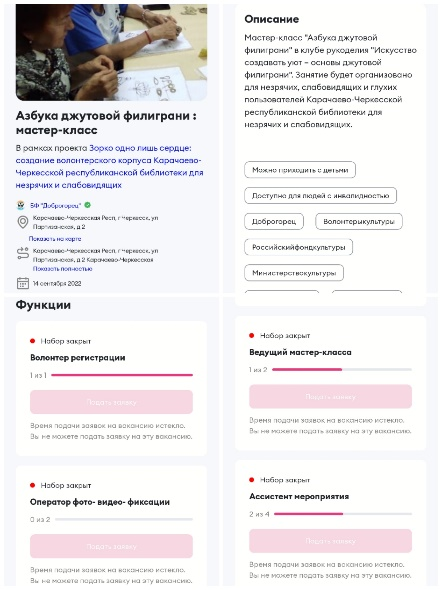 Азбука джутовой филиграни :
мастер-класс
В рамках проекта Зорко одно лишь сердце:
создание волонтерского корпуса Карачаево-
Черкесской республиканской библиотеки для
незрячих и слабовидящих
БФ "Доброгорец"
Карачаево-Черкесская Респ, г Черкесск, ул
Партизанская, д 2
Показать на карте
Карачаево-Черкесская Респ, г Черкесск, ул
Партизанская, д 2 Карачаево-Черкесская
Показать полностью
14 сентября 2022
Описание
Мастер-класс "Азбука джутовой
филиграни" в клубе рукоделия "Искусство
создавать уют – основы джутовой
филиграни". Занятие будет организовано
для незрячих, слабовидящих и глухих
пользователей Карачаево-Черкесской
республиканской библиотеки для
незрячих и слабовидящих.
Можно приходить с детьми
Доступно для людей с инвалидностью
Доброгорец
Волонтерыкультуры
Российскийфондкультуры
Министерствокультуры
Функции
Набор закрыт
Волонтер регистрации
1 из 1
Подать заявку
Время подачи заявок на вакансию истекло.
Вы не можете подать заявку на эту вакансию.
Набор закрыт
Оператор фото- видео- фиксации
0 из 2
Подать заявку
Время подачи заявок на вакансию истекло.
Вы не можете подать заявку на эту вакансию.
Набор закрыт
Ведущий мастер-класса
1 из 2
Подать заявку
Время подачи заявок на вакансию истекло.
Вы не можете подать заявку на эту вакансию.
Набор закрыт
Ассистент мероприятия
2 из 4
Подать заявку
Время подачи заявок на вакансию истекло.
Вы не можете подать заявку на эту вакансию.